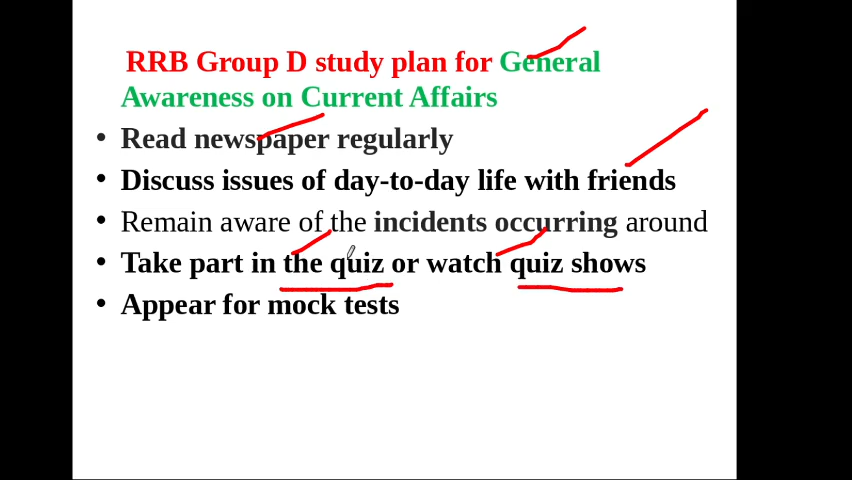 RRB Group D study plan for General
Awareness on Current Affairs
• Read newspaper regularly
• Discuss issues of day-to-day life with friends
• Remain aware of the incidents occurring around
• Take part in the quiz or watch quiz shows
• Appear for mock tests